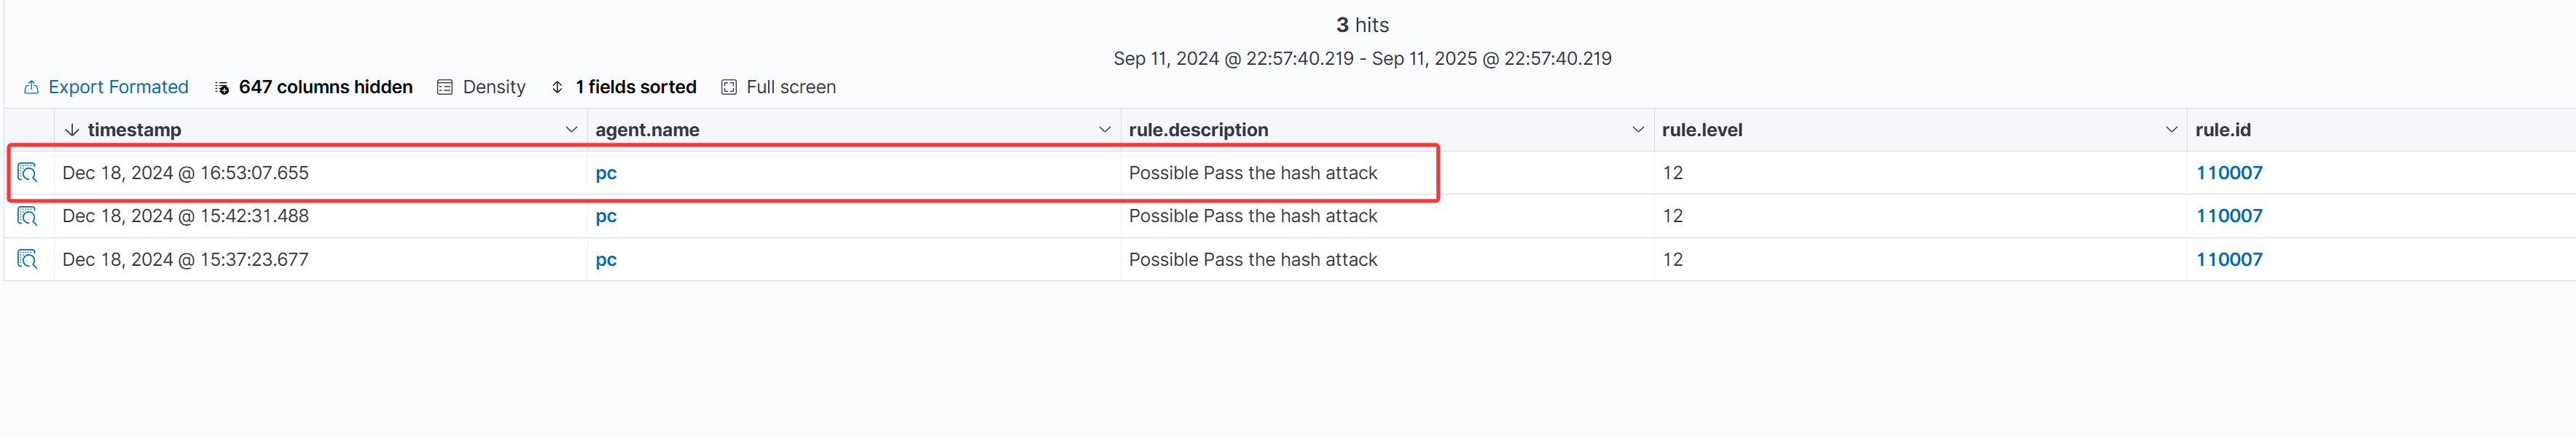 3 hits
Sep 11, 2024 @ 22:57:40.219 - Sep 11, 2025 @ 22:57:40.219
Export Formated 647 columns hidden Density 1 fields sorted Full screen
timestamp agent.name rule.description rule.level rule.id
Dec 18, 2024 @ 16:53:07.655 pc Possible Pass the hash attack 12 110007
Dec 18, 2024 @ 15:42:31.488 pc Possible Pass the hash attack 12 110007
Dec 18, 2024 @ 15:37:23.677 pc Possible Pass the hash attack 12 110007